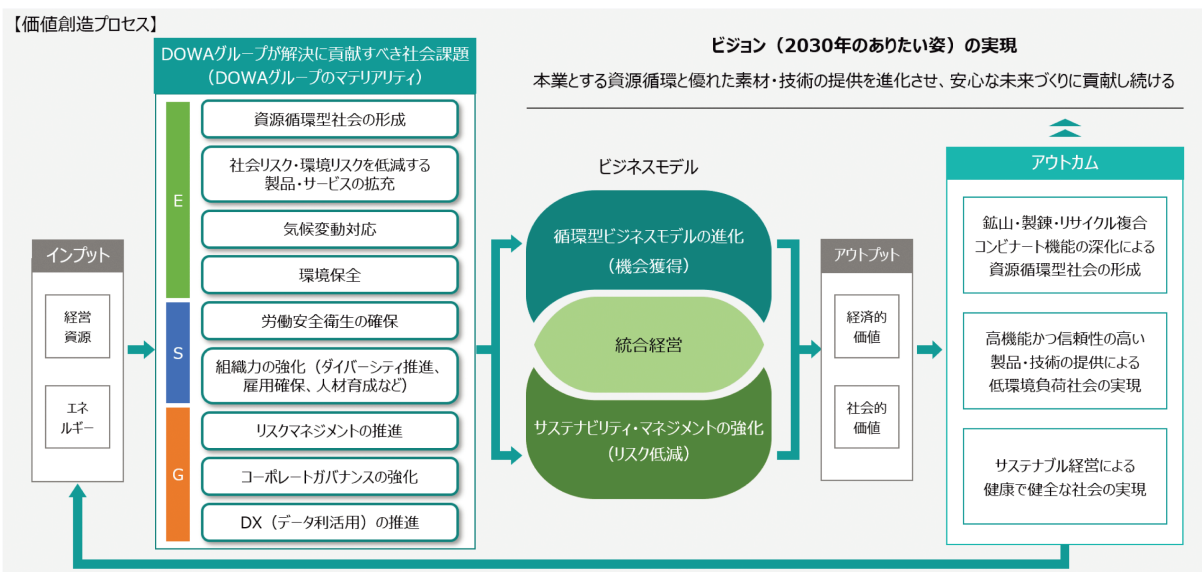 【価値創造プロセス】
DOWAグループが解決に貢献すべき社会課題
（DOWAグループのマテリアリティ）
ビジョン（2030年のありたい姿）の実現
本業とする資源循環と優れた素材・技術の提供を進化させ、安心な未来づくりに貢献し続ける
インプット
経営
資源
エネ
ルギー
E
資源循環型社会の形成
社会リスク・環境リスクを低減する
製品・サービスの拡充
気候変動対応
環境保全
S
労働安全衛生の確保
組織力の強化（ダイバーシティ推進、
雇用確保、人材育成など）
G
リスクマネジメントの推進
コーポレートガバナンスの強化
DX（データ利活用）の推進
ビジネスモデル
循環型ビジネスモデルの進化
（機会獲得）
統合経営
サステナビリティ・マネジメントの強化
（リスク低減）
アウトプット
経済的
価値
社会的
価値
アウトカム
鉱山・製錬・リサイクル複合
コンビナート機能の深化による
資源循環型社会の形成
高機能かつ信頼性の高い
製品・技術の提供による
低環境負荷社会の実現
サステナブル経営による
健康で健全な社会の実現